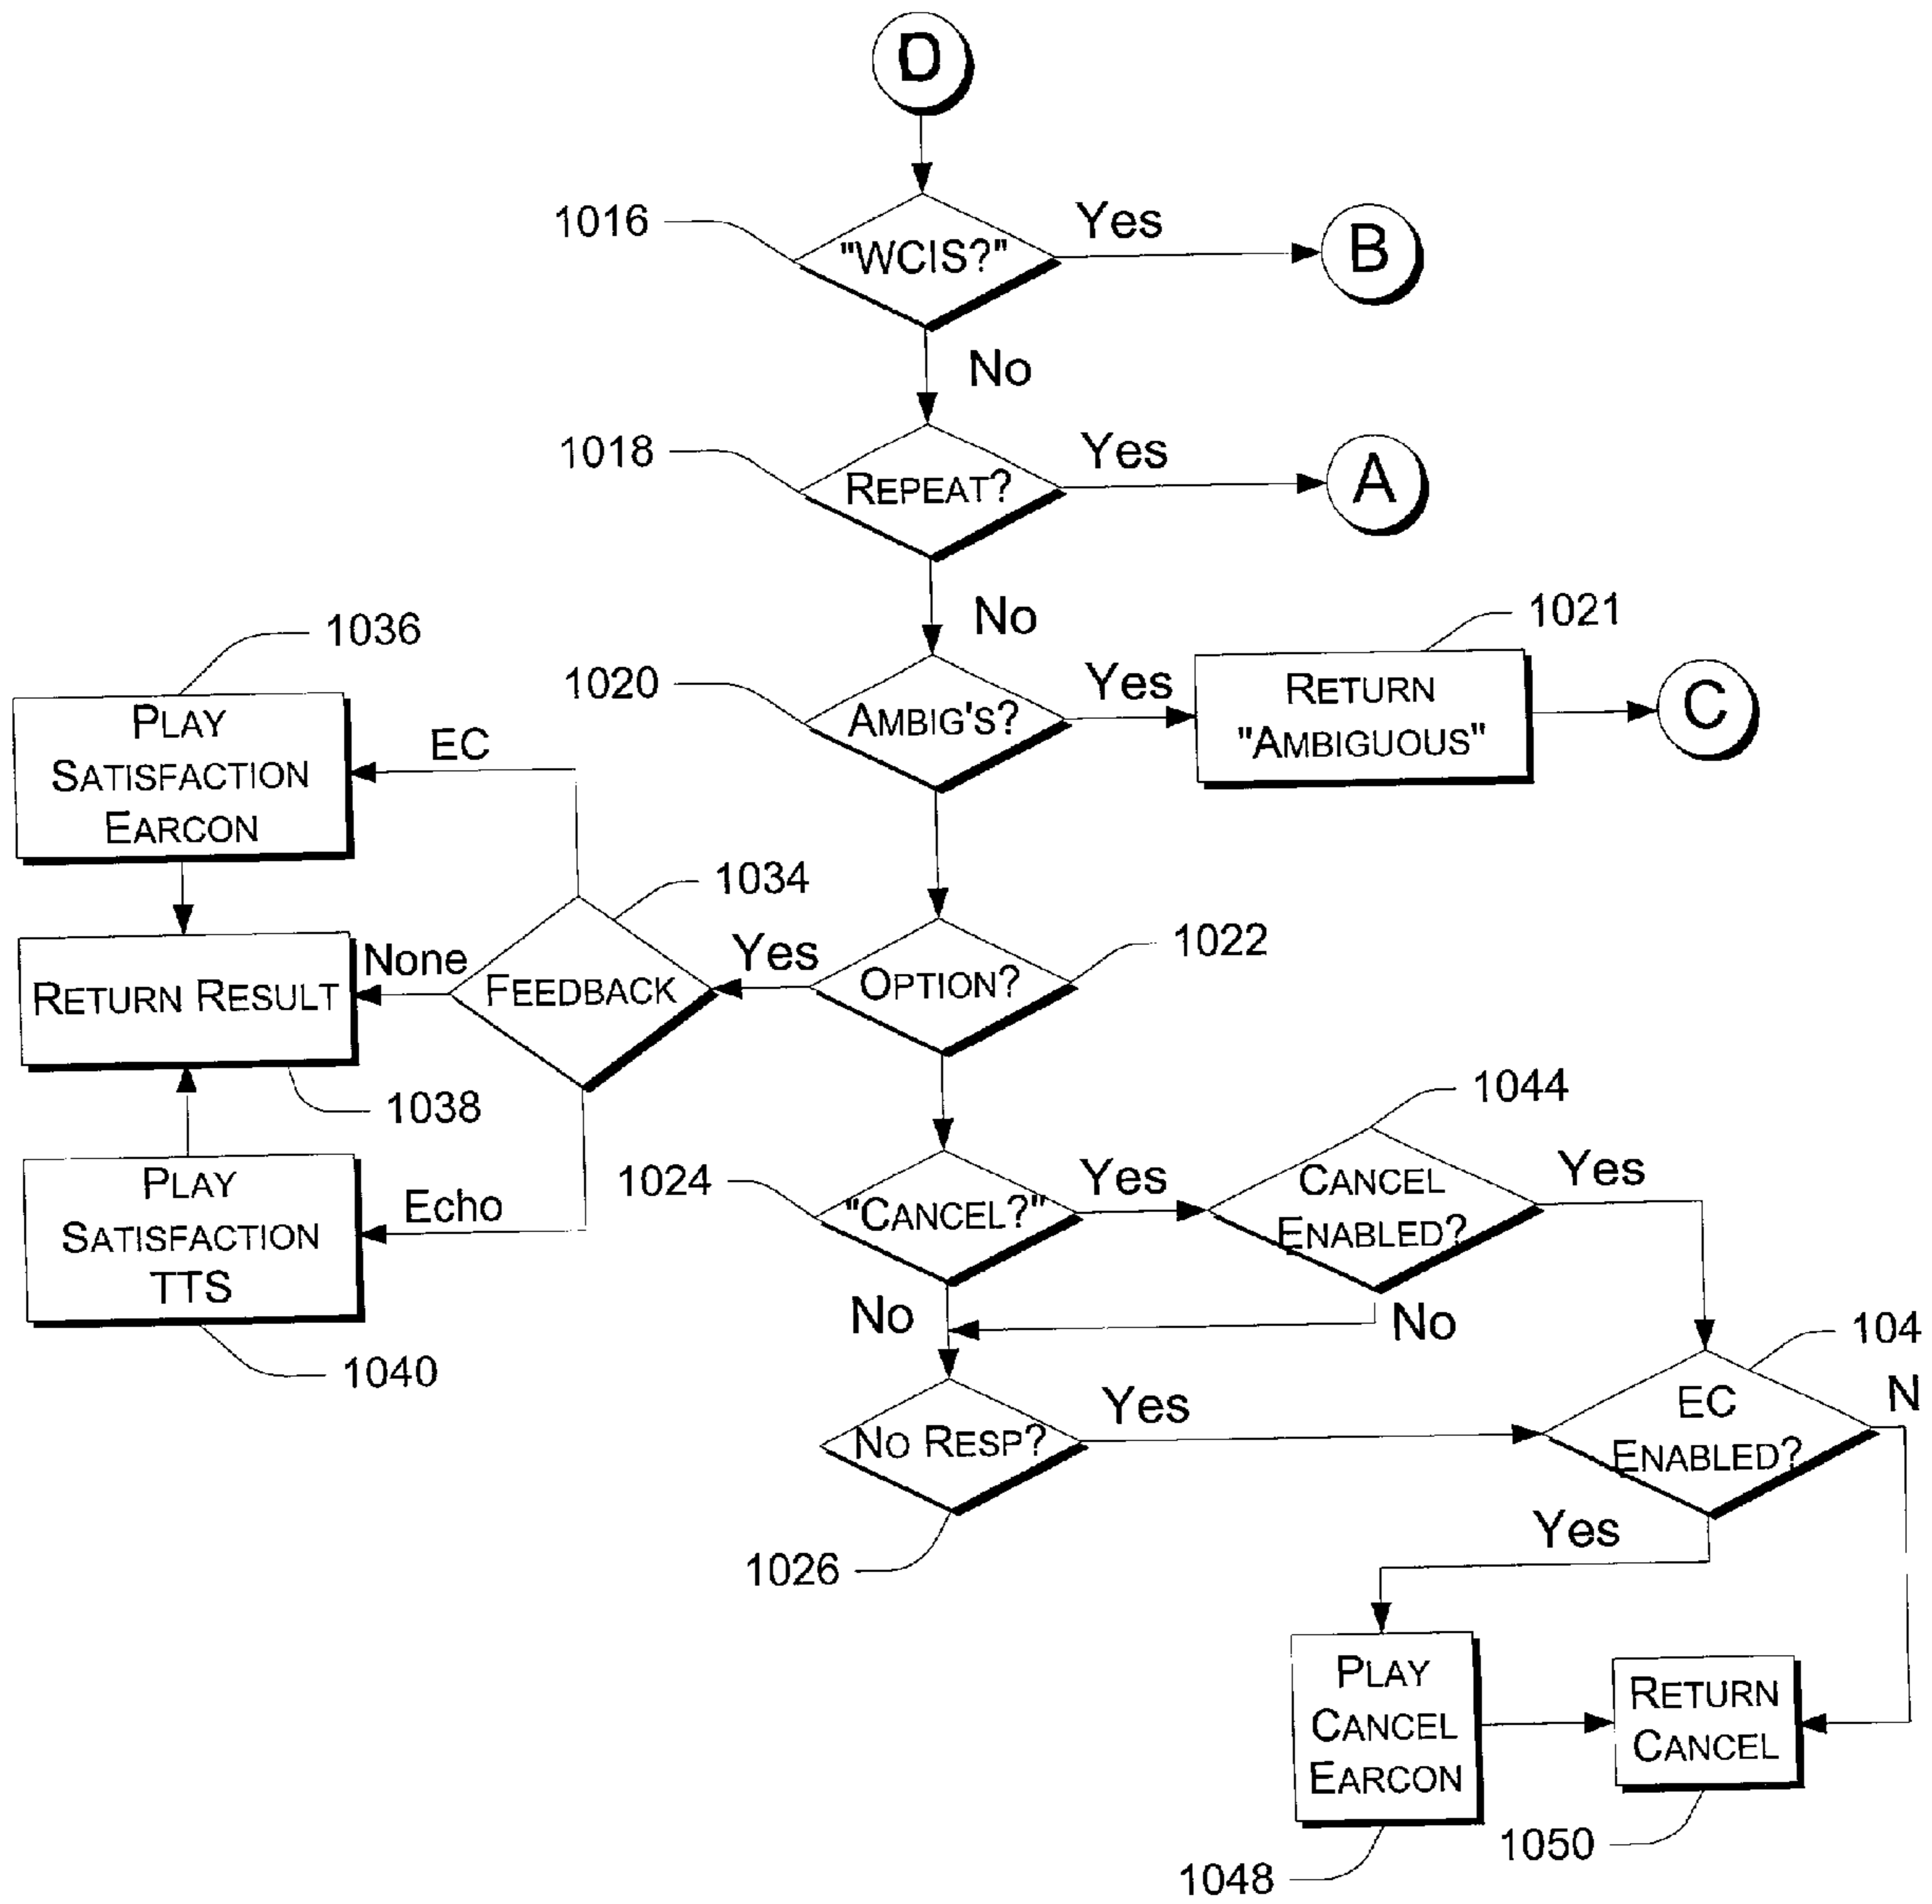 D
1016
"WCIS?"
Yes
B
No
1018
REPEAT?
Yes
A
No
1036
1020
AMBIG'S?
Yes
1021
RETURN
"AMBIGUOUS"
C
PLAY
SATISFACTION
EARCON
EC
1034
1022
OPTION?
Yes
FEEDBACK
None
RETURN RESULT
1038
1044
PLAY
SATISFACTION
TTS
Echo
1040
1024
"CANCEL?"
Yes
CANCEL
ENABLED?
Yes
No
No
104
NO RESP?
Yes
EC
ENABLED?
N
1026
Yes
PLAY
CANCEL
EARCON
RETURN
CANCEL
1050
1048